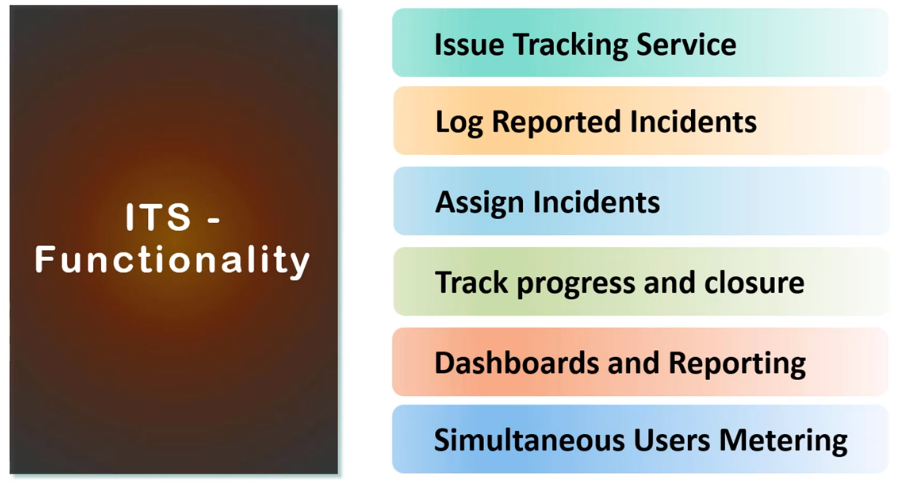 ITS -
Functionality
Issue Tracking Service
Log Reported Incidents
Assign Incidents
Track progress and closure
Dashboards and Reporting
Simultaneous Users Metering